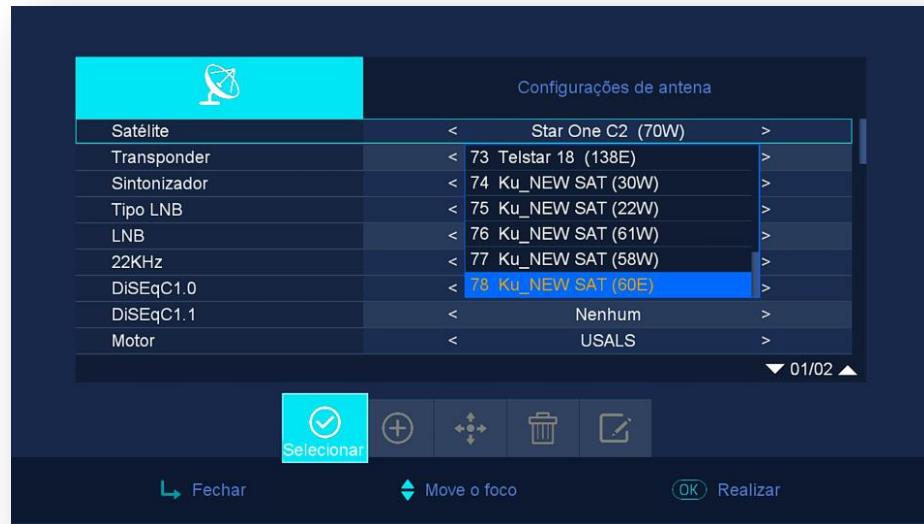 Configurações de antena
Satélite < Star One C2 (70W) >
Transponder < 73 Telstar 18 (138E) >
Sintonizador < 74 Ku_NEW SAT (30W) >
Tipo LNB < 75 Ku_NEW SAT (22W) >
LNB < 76 Ku_NEW SAT (61W) >
22KHz < 77 Ku_NEW SAT (58W) >
DiSEqC1.0 < 78 Ku_NEW SAT (60E) >
DiSEqC1.1 < Nenhum >
Motor < USALS >
01/02
Selecionar
Fechar Move o foco OK Realizar